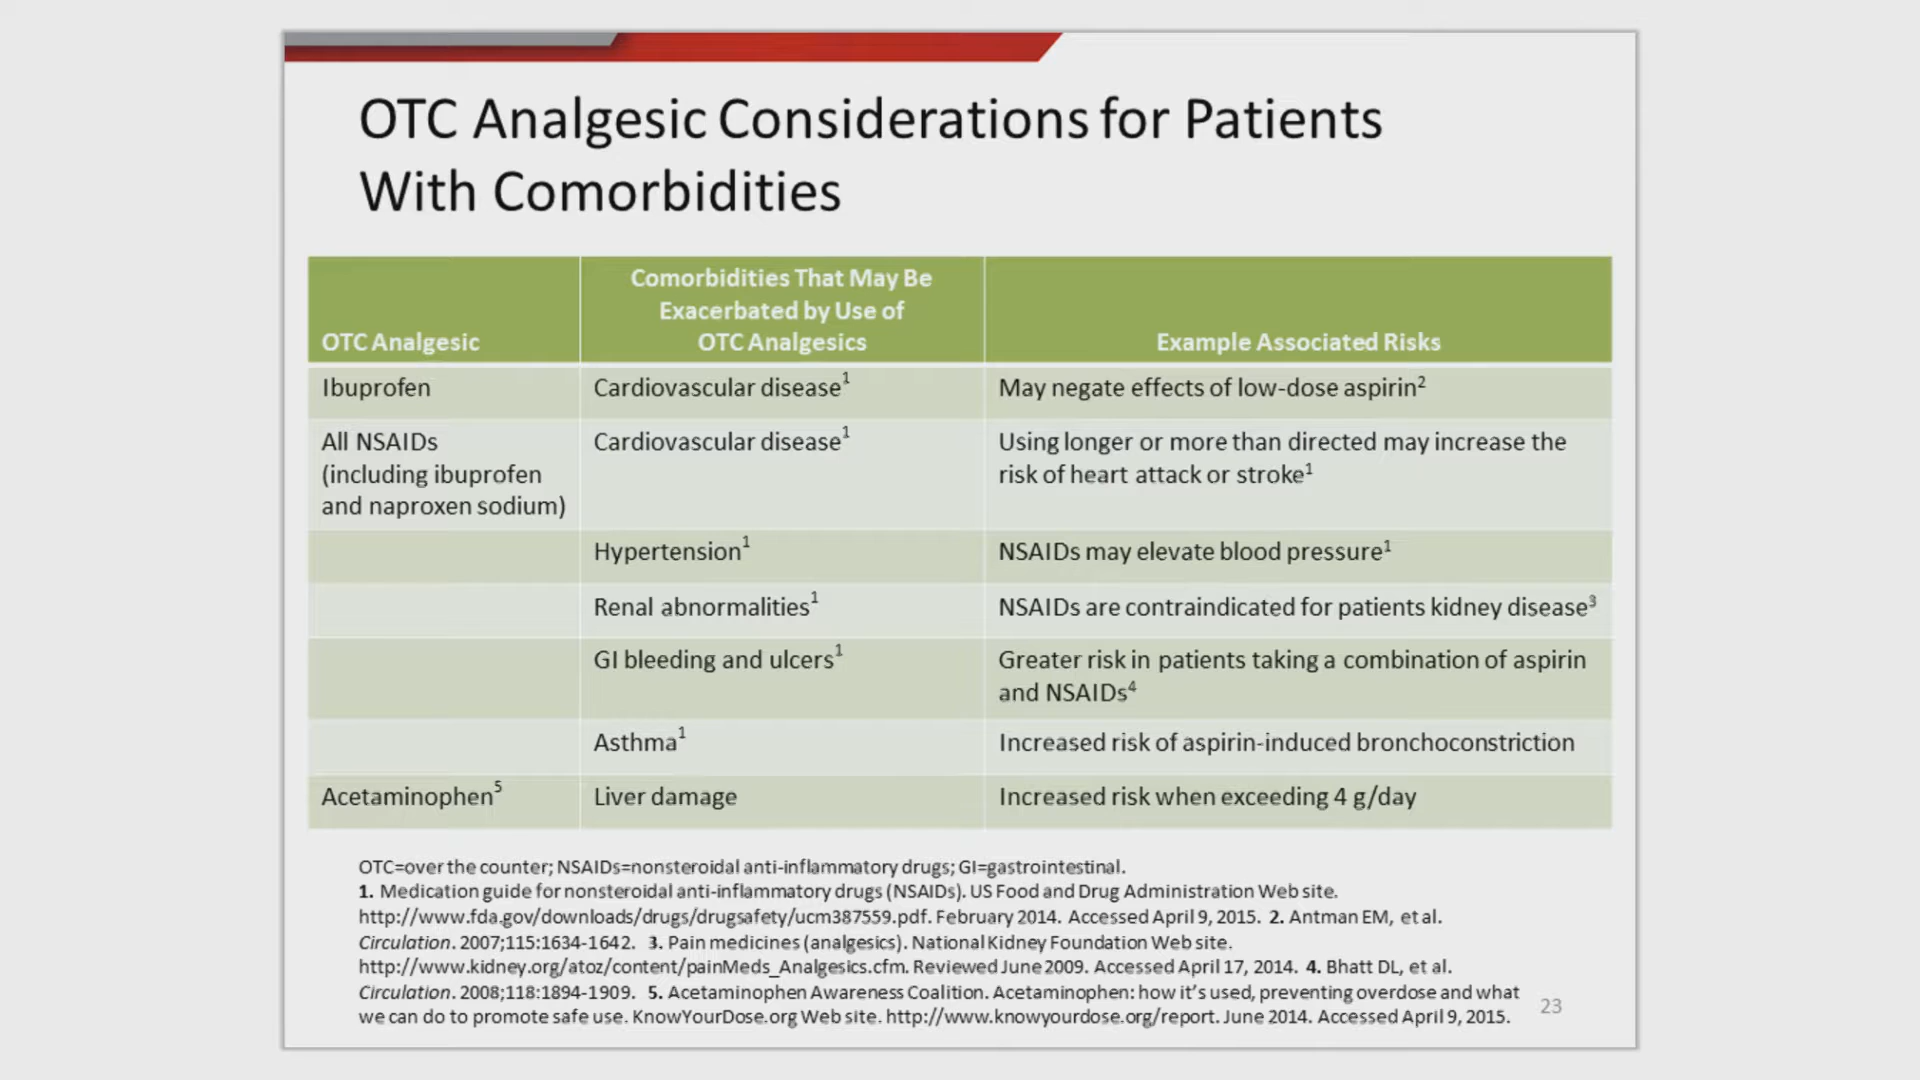 OTC Analgesic Considerations for Patients
With Comorbidities
OTC Analgesic
Comorbidities That May Be
Exacerbated by Use of
OTC Analgesics
Example Associated Risks
Ibuprofen
Cardiovascular disease1
May negate effects of low-dose aspirin2
All NSAIDs
(including ibuprofen
and naproxen sodium)
Cardiovascular disease1
Using longer or more than directed may increase the
risk of heart attack or stroke1
Hypertension1
NSAIDs may elevate blood pressure1
Renal abnormalities1
NSAIDs are contraindicated for patients kidney disease3
GI bleeding and ulcers1
Greater risk in patients taking a combination of aspirin
and NSAIDs4
Asthma1
Increased risk of aspirin-induced bronchoconstriction
Acetaminophen5
Liver damage
Increased risk when exceeding 4 g/day
OTC=over the counter; NSAIDs=nonsteroidal anti-inflammatory drugs; GI=gastrointestinal.
1. Medication guide for nonsteroidal anti-inflammatory drugs (NSAIDs). US Food and Drug Administration Web site.
http://www.fda.gov/downloads/drugs/drugsafety/ucm387559.pdf. February 2014. Accessed April 9, 2015. 2. Antman EM, et al.
Circulation. 2007;115:1634-1642. 3. Pain medicines (analgesics). National Kidney Foundation Web site.
http://www.kidney.org/atoz/content/painMeds_Analgesics.cfm. Reviewed June 2009. Accessed April 17, 2014. 4. Bhatt DL, et al.
Circulation. 2008;118:1894-1909. 5. Acetaminophen Awareness Coalition. Acetaminophen: how it's used, preventing overdose and what
we can do to promote safe use. KnowYourDose.org Web site. http://www.knowyourdose.org/report. June 2014. Accessed April 9, 2015.
23